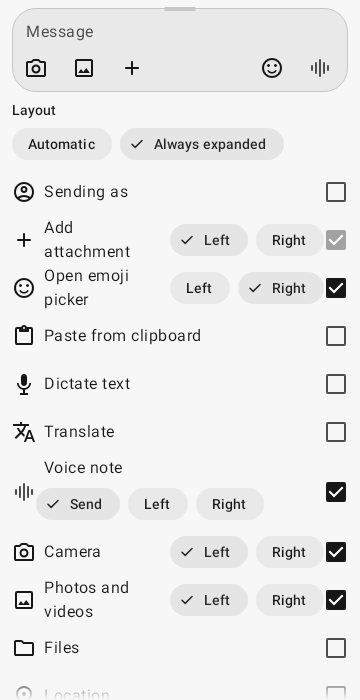 Message
Layout
Automatic
Always expanded
Sending as
Add
attachment
Left
Right
Open emoji
picker
Left
Right
Paste from clipboard
Dictate text
Translate
Voice note
Send
Left
Right
Camera
Left
Right
Photos and
videos
Left
Right
Files
Location